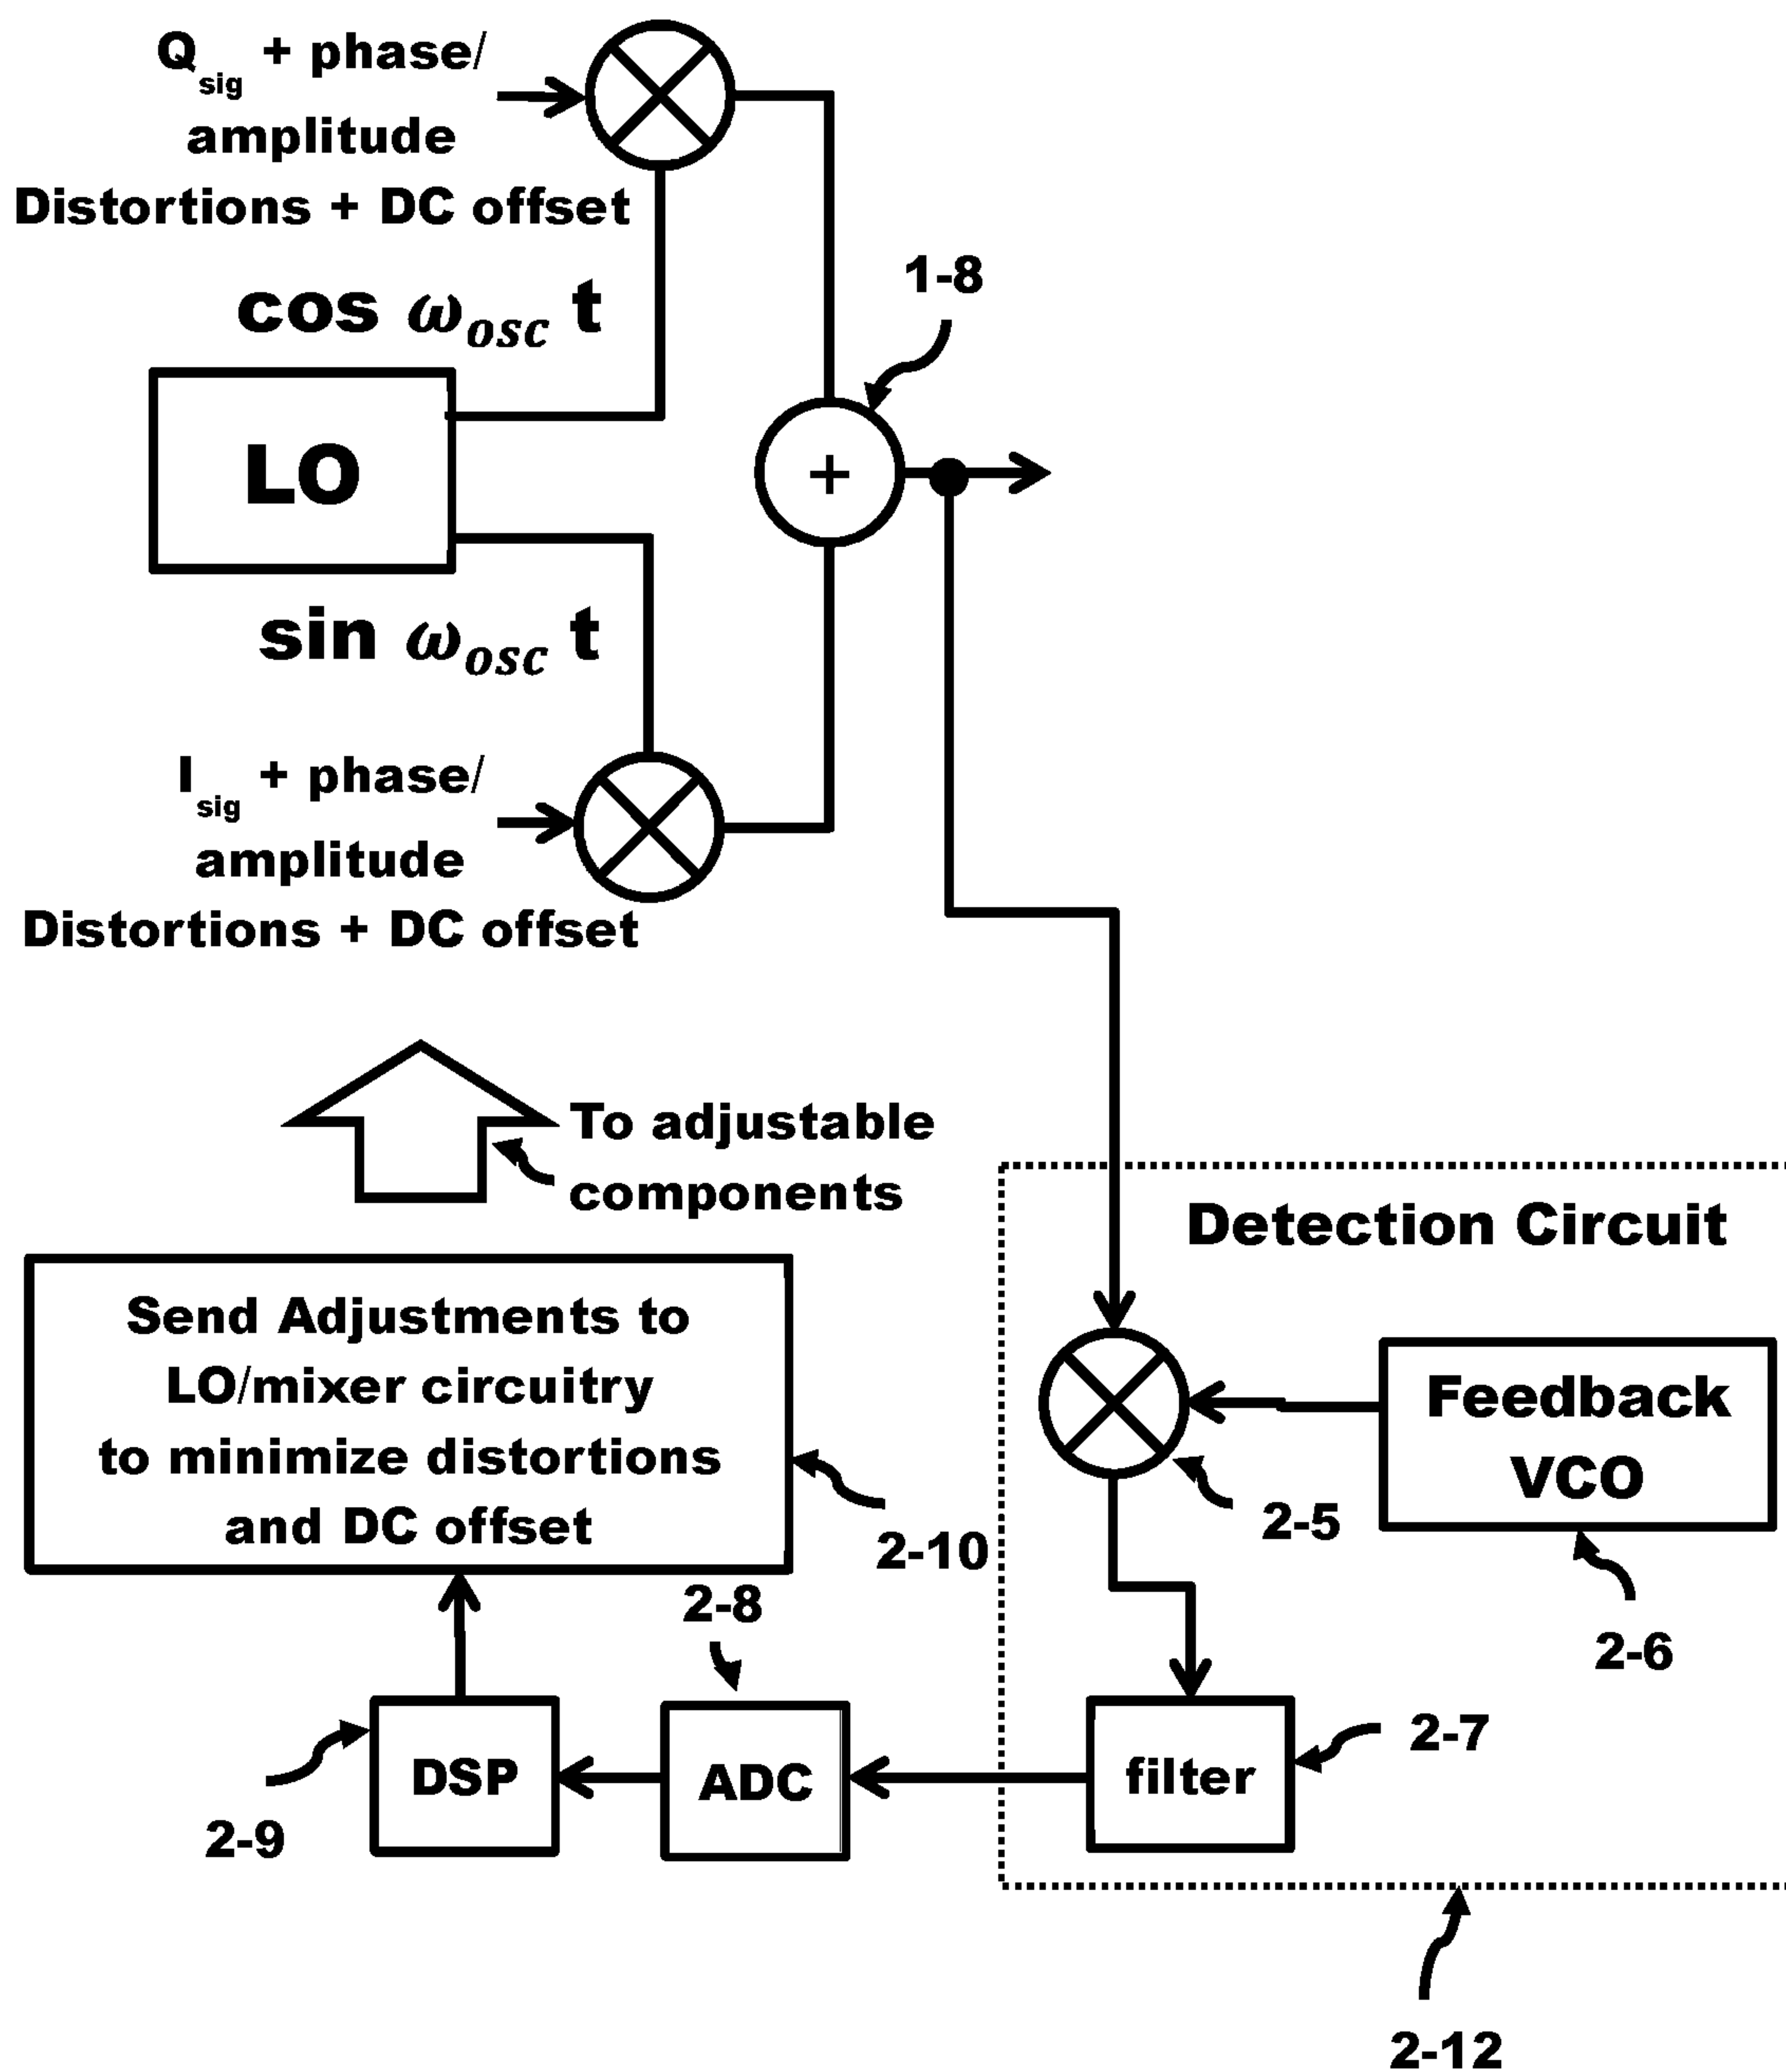 Qsig + phase/
amplitude
Distortions + DC offset
1-8
cos ωosc t
LO
+
sin ωosc t
Isig + phase/
amplitude
Distortions + DC offset
To adjustable
components
Detection Circuit
Send Adjustments to
LO/mixer circuitry
to minimize distortions
and DC offset
Feedback
VCO
2-5
2-10
2-8
2-6
2-7
DSP
ADC
filter
2-9
2-12